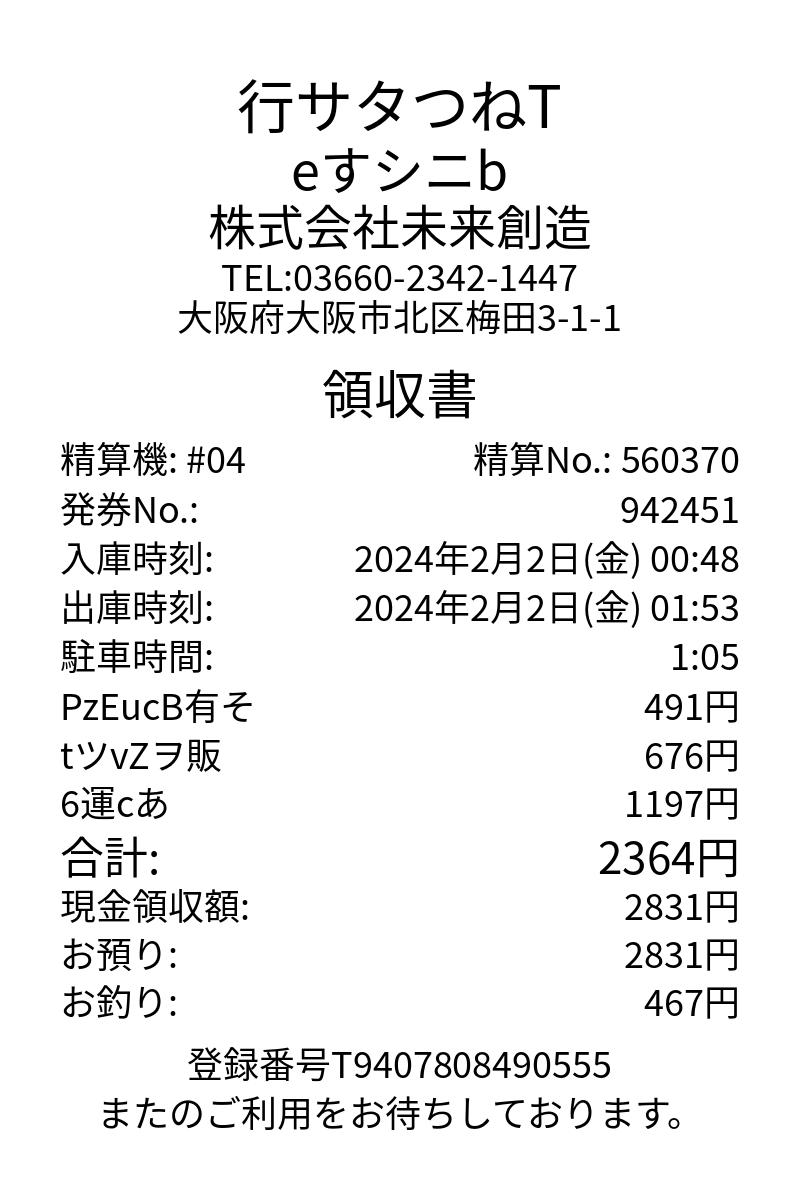 行サタつねT
eすシニb
株式会社未来創造
TEL:03660-2342-1447
大阪府大阪市北区梅田3-1-1
領収書
精算機: #04 精算No.: 560370
発券No.: 942451
入庫時刻: 2024年2月2日(金) 00:48
出庫時刻: 2024年2月2日(金) 01:53
駐車時間: 1:05
PzEucB有そ 491円
tツvZヲ販 676円
6運cあ 1197円
合計: 2364円
現金領収額: 2831円
お預り: 2831円
お釣り: 467円
登録番号T9407808490555
またのご利用をお待ちしております。